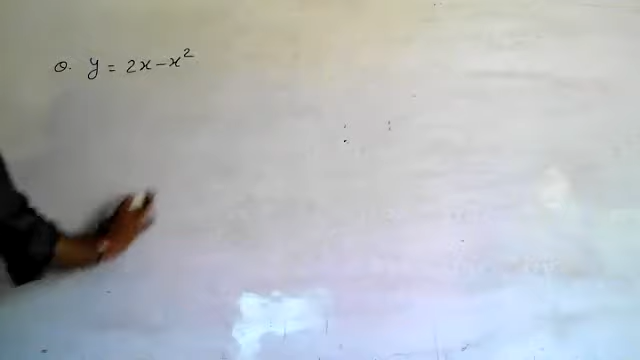 Q. y = 2x - x²